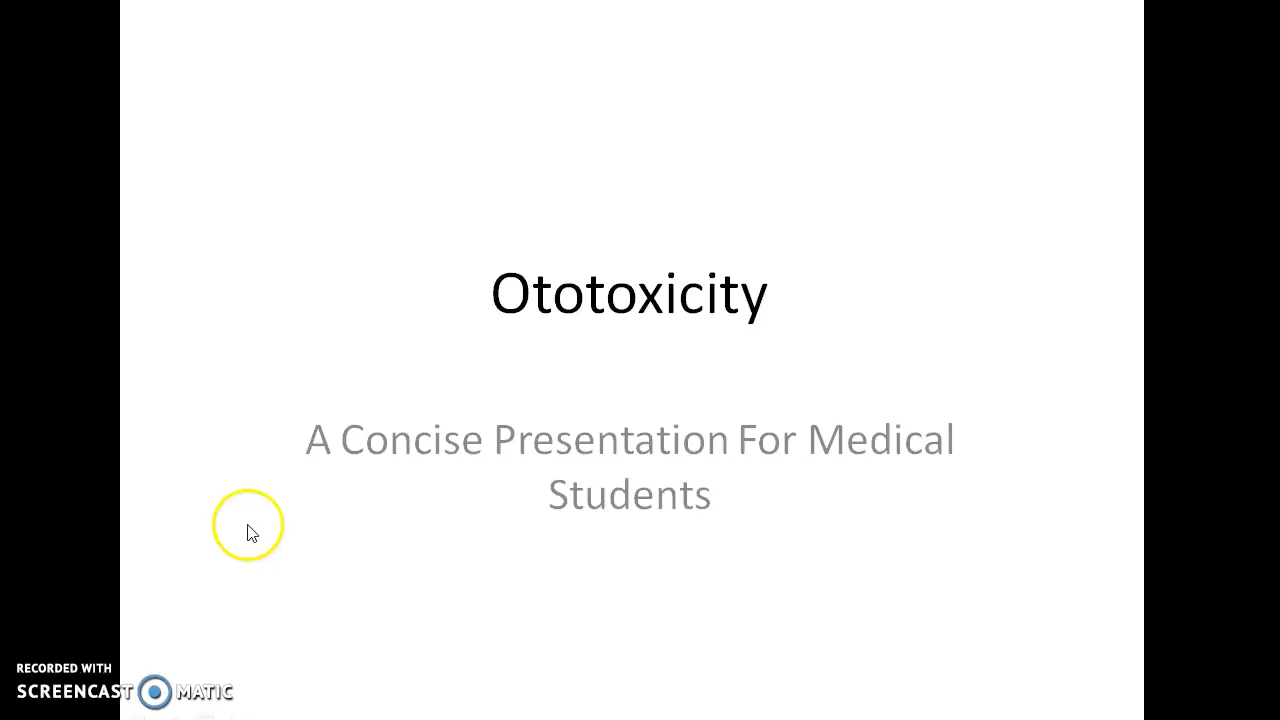 Ototoxicity
A Concise Presentation For Medical
Students
RECORDED WITH
SCREENCAST MATIC